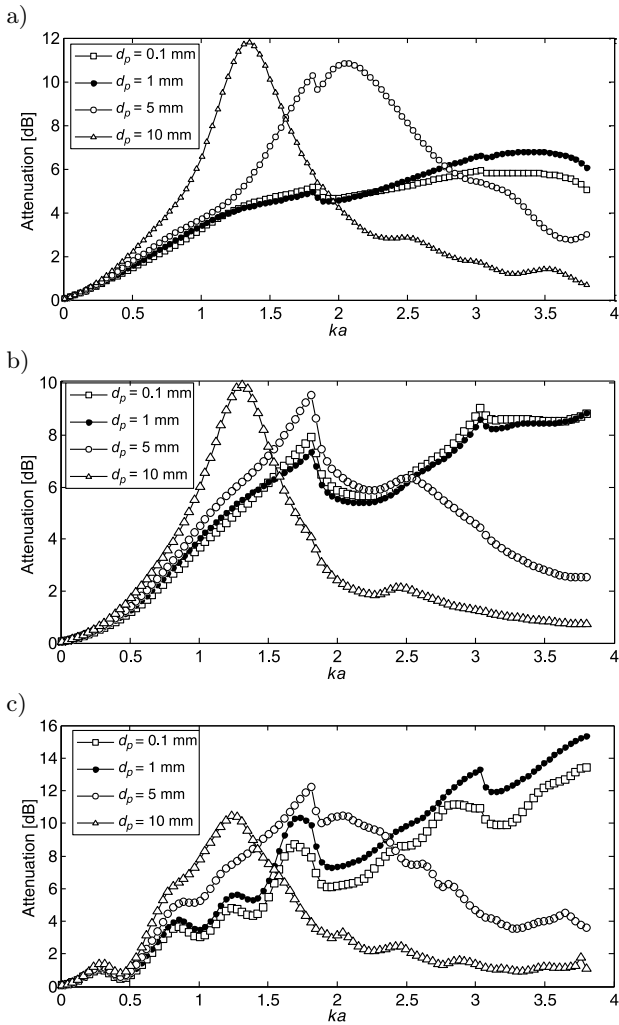 a)
12
10
8
6
4
2
0
Attenuation [dB]
d_p = 0.1 mm
d_p = 1 mm
d_p = 5 mm
d_p = 10 mm
0 0.5 1 1.5 2 2.5 3 3.5 4
ka
b)
10
8
6
4
2
0
Attenuation [dB]
d_p = 0.1 mm
d_p = 1 mm
d_p = 5 mm
d_p = 10 mm
0 0.5 1 1.5 2 2.5 3 3.5 4
ka
c)
16
14
12
10
8
6
4
2
0
Attenuation [dB]
d_p = 0.1 mm
d_p = 1 mm
d_p = 5 mm
d_p = 10 mm
0 0.5 1 1.5 2 2.5 3 3.5 4
ka